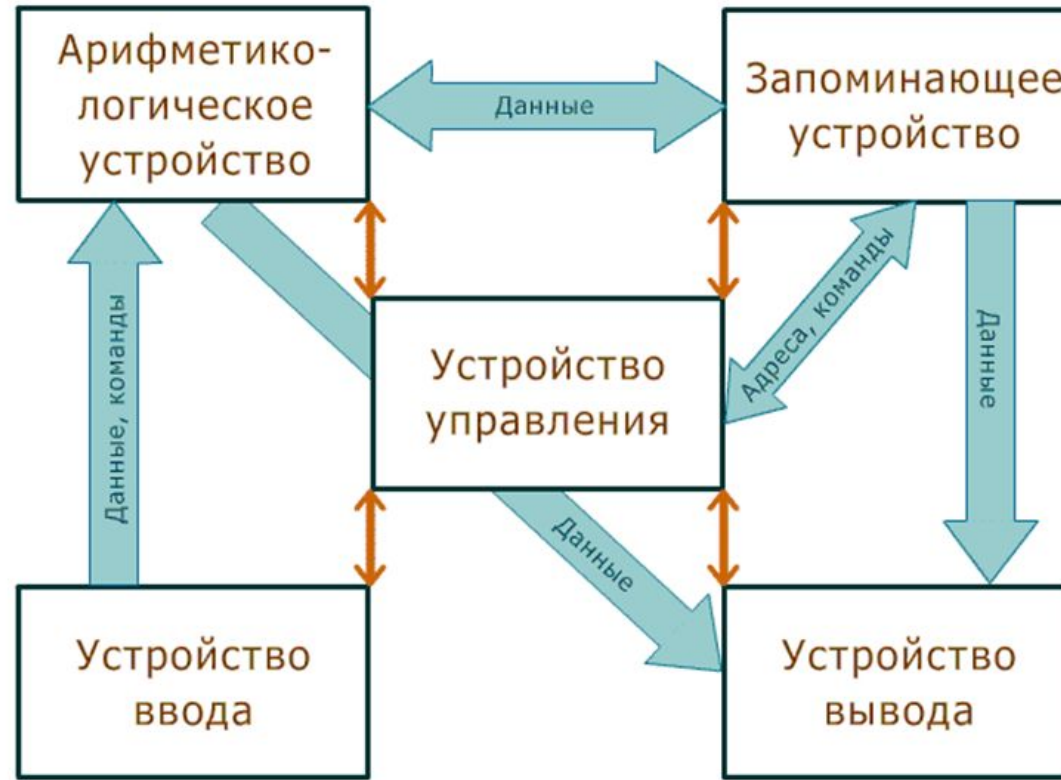 Арифметико-
логическое
устройство
Данные
Запоминающее
устройство
Данные, команды
Устройство
управления
Адреса, команды
Данные
Данные
Устройство
ввода
Устройство
вывода